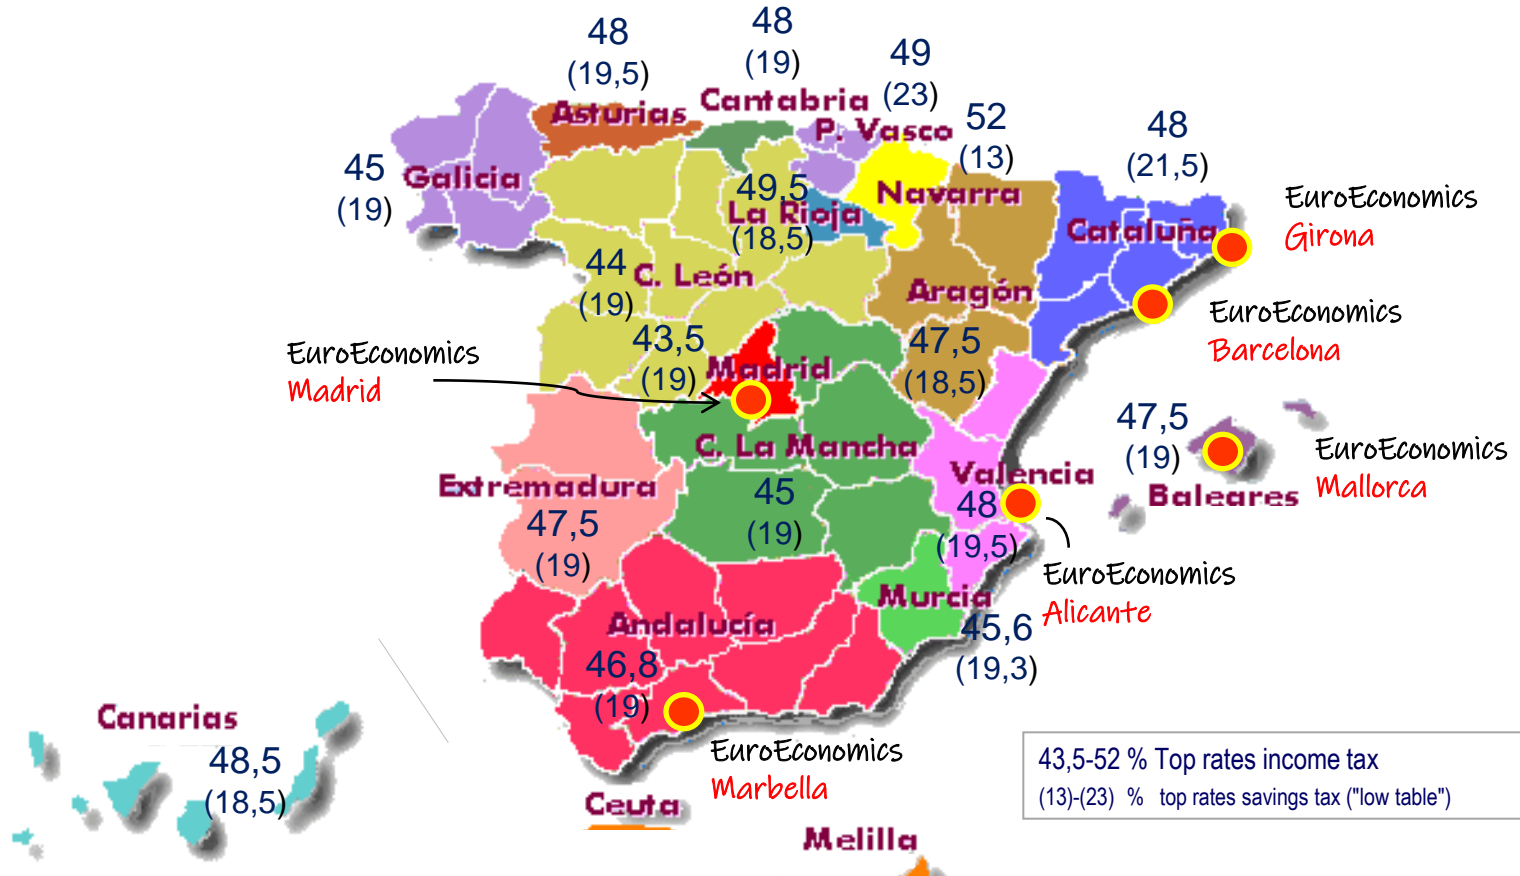 48
(19,5)
Asturias
48
(19)
Cantabria
49
(23)
P. Vasco
52
(13)
Navarra
48
(21,5)
Cataluña
EuroEconomics
Girona
45
(19)
Galicia
49,5
La Rioja
(18,5)
44
(19)
C. León
Aragón
47,5
(18,5)
EuroEconomics
Barcelona
EuroEconomics
Madrid
43,5
(19)
Madrid
C. La Mancha
45
(19)
47,5
(19)
Baleares
EuroEconomics
Mallorca
Extremadura
47,5
(19)
Valencia
48
(19,5)
EuroEconomics
Alicante
Murcia
45,6
(19,3)
Andalucía
46,8
(19)
EuroEconomics
Marbella
Canarias
48,5
(18,5)
Ceuta
Melilla
43,5-52 % Top rates income tax
(13)-(23) % top rates savings tax ("low table")